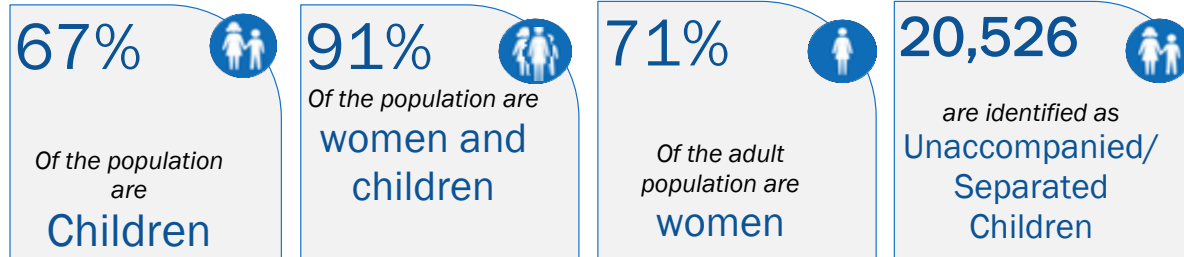 67%
Of the population
are
Children
91%
Of the population are
women and
children
71%
Of the adult
population are
women
20,526
are identified as
Unaccompanied/
Separated
Children